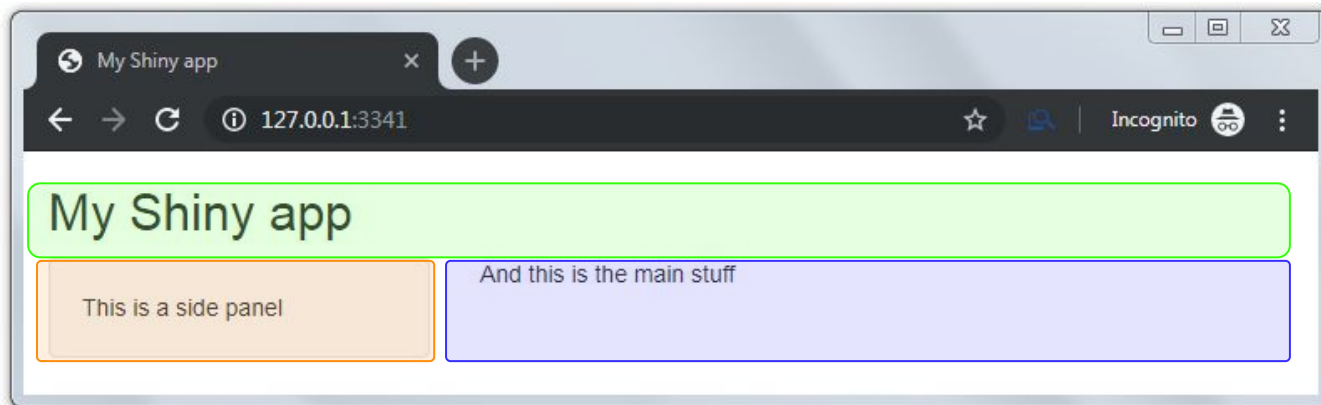 My Shiny app
127.0.0.1:3341
Incognito
My Shiny app
And this is the main stuff
This is a side panel